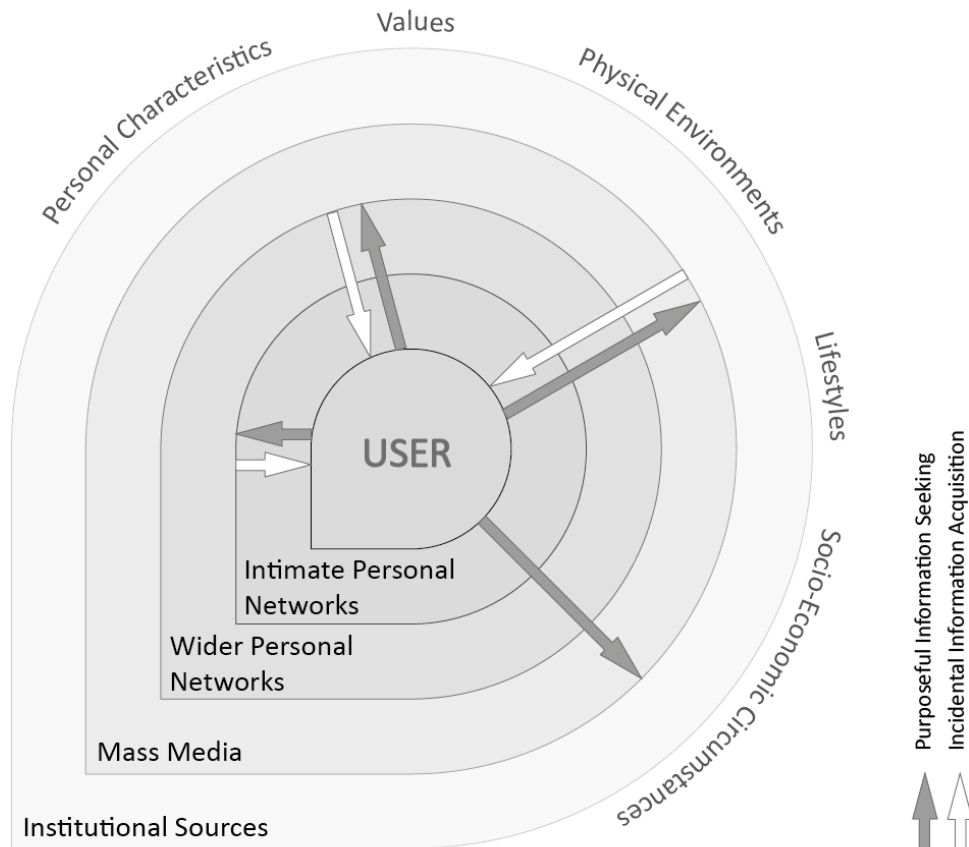 Values
Personal Characteristics
Physical Environments
Lifestyles
Socio-Economic Circumstances
USER
Intimate Personal
Networks
Wider Personal
Networks
Mass Media
Institutional Sources
Purposeful Information Seeking
Incidental Information Acquisition